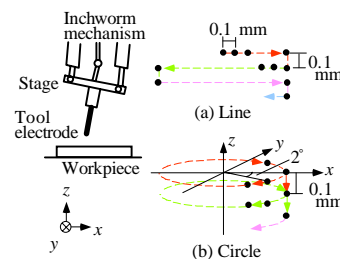 Inchworm
mechanism
Stage
Tool
electrode
Workpiece
z
x
y
0.1 mm
0.1
mm
(a) Line
z
y
2°
x
0.1
mm
(b) Circle